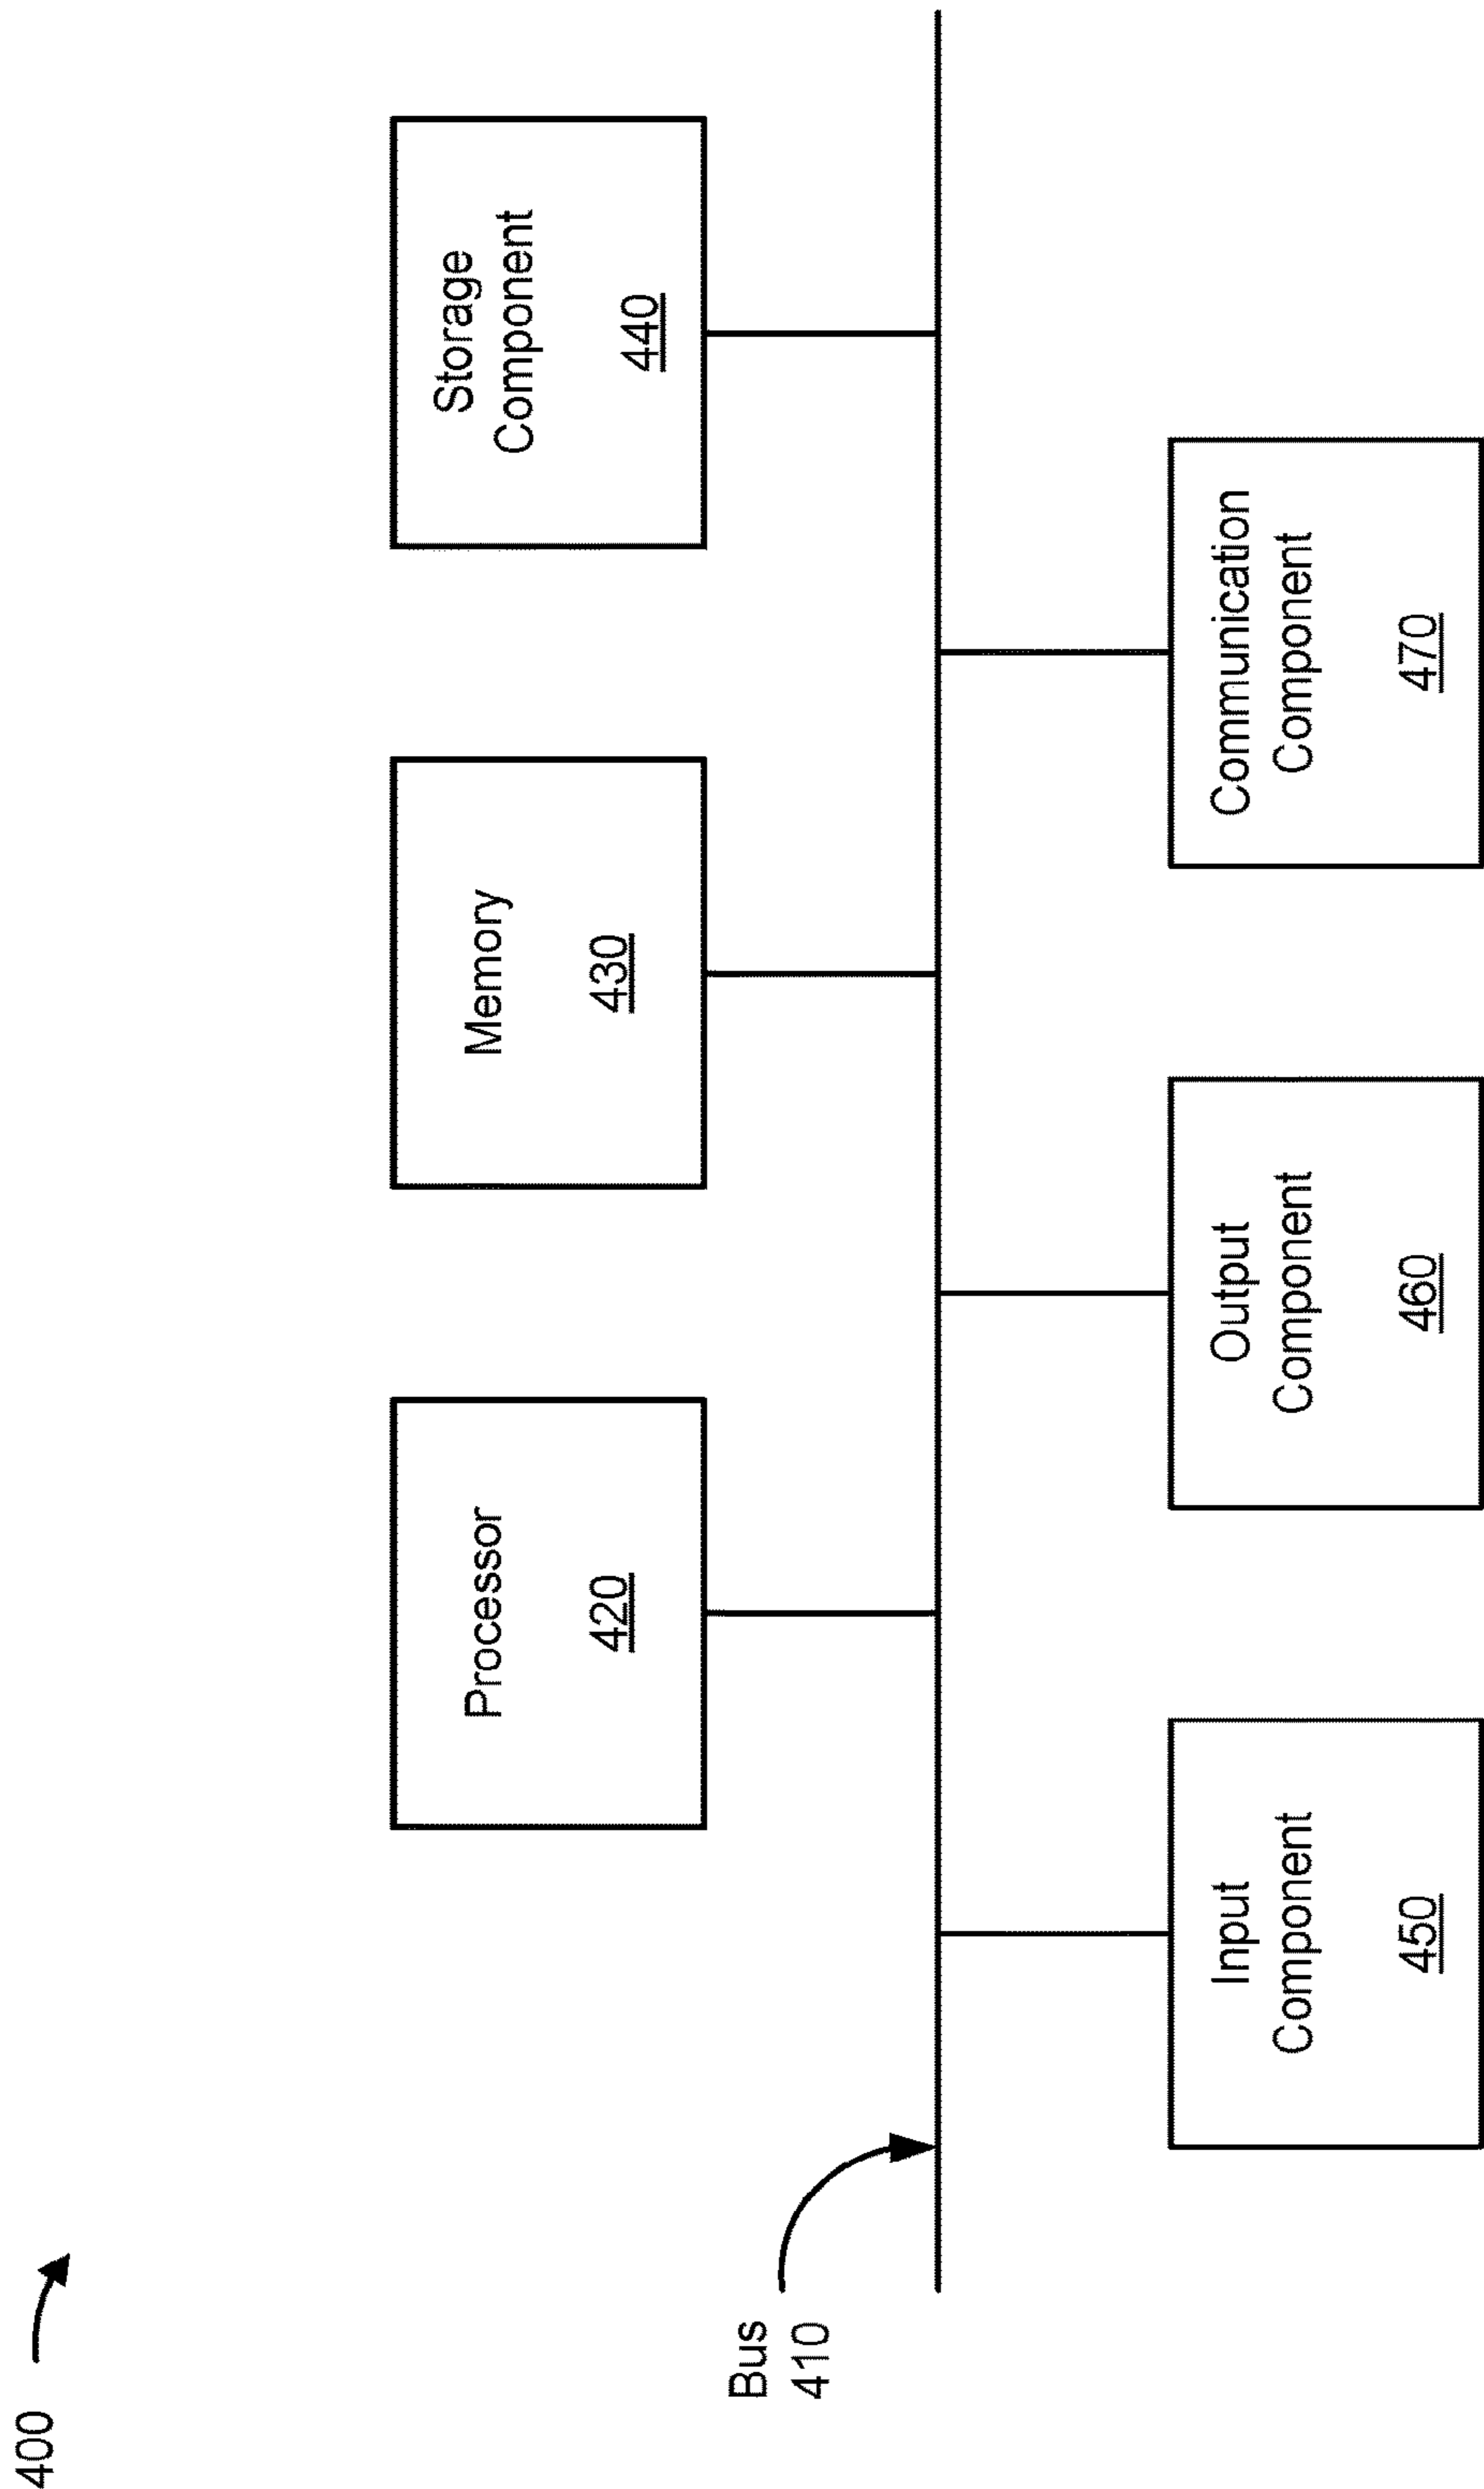 400
Processor
420
Memory
430
Storage
Component
440
Bus
410
Input
Component
450
Output
Component
460
Communication
Component
470